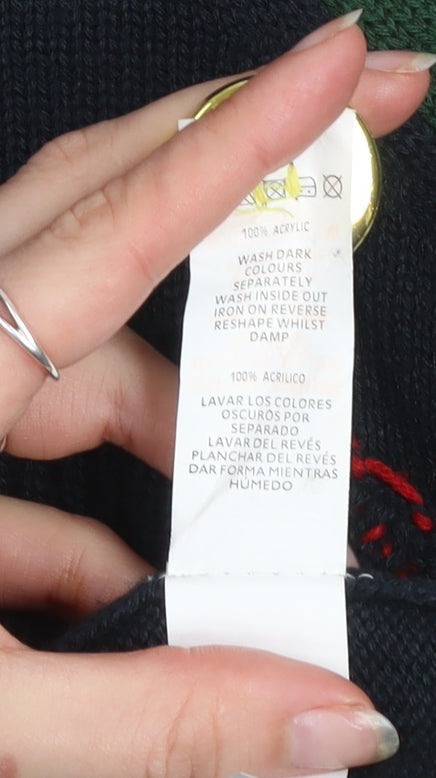 100% ACRYLIC
WASH DARK
COLOURS
SEPARATELY
WASH INSIDE OUT
IRON ON REVERSE
RESHAPE WHILST
DAMP
100% ACRILICO
LAVAR LOS COLORES
OSCUROS POR
SEPARADO
LAVAR DEL REVÉS
PLANCHAR DEL REVÉS
DAR FORMA MIENTRAS
HÚMEDO